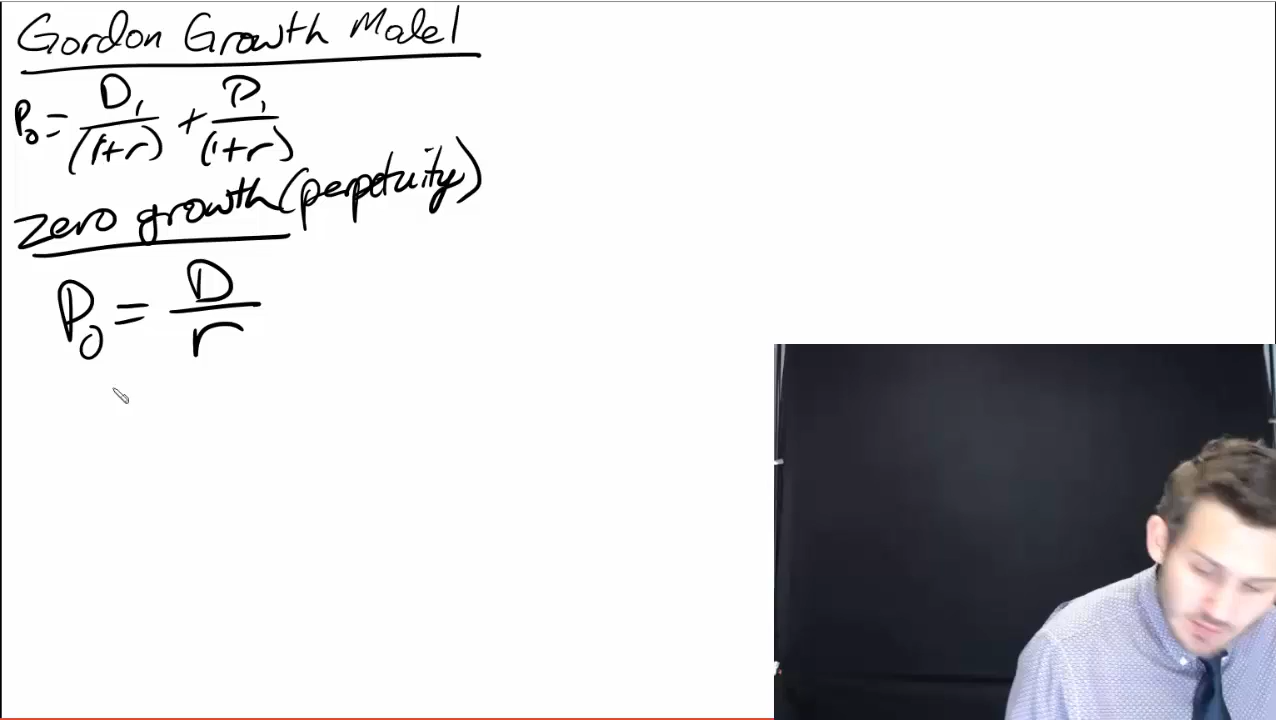 Gordon Growth Model
P₀ = D₁/(1+r) + P₁/(1+r)
zero growth (perpetuity)
P₀ = D/r